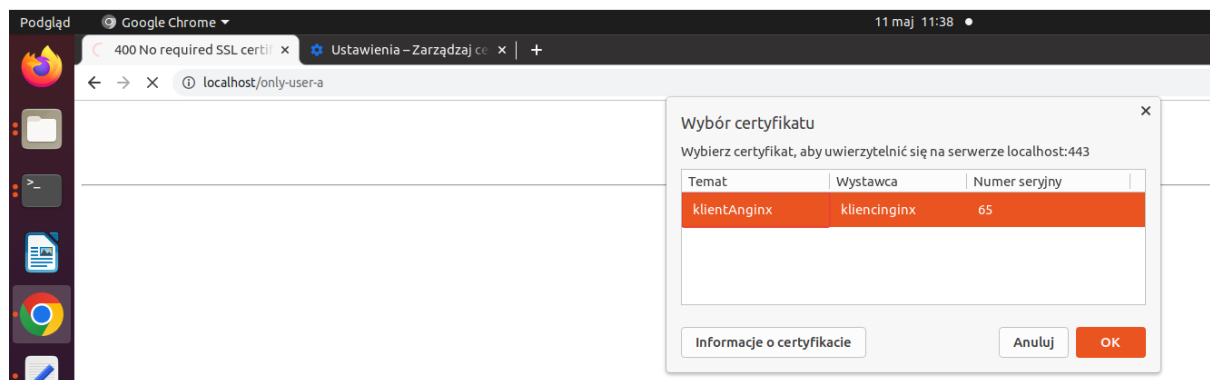 Podgląd Google Chrome 11 maj 11:38
400 No required SSL certif Ustawienia – Zarządzaj ce
localhost/only-user-a
Wybór certyfikatu
Wybierz certyfikat, aby uwierzytelnić się na serwerze localhost:443
Temat Wystawca Numer seryjny
klientAnginx kliencinginx 65
Informacje o certyfikacie Anuluj OK